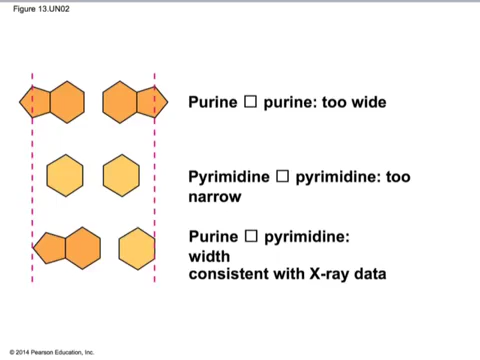 Figure 13.UN02
Purine □ purine: too wide
Pyrimidine □ pyrimidine: too
narrow
Purine □ pyrimidine:
width
consistent with X-ray data
© 2014 Pearson Education, Inc.